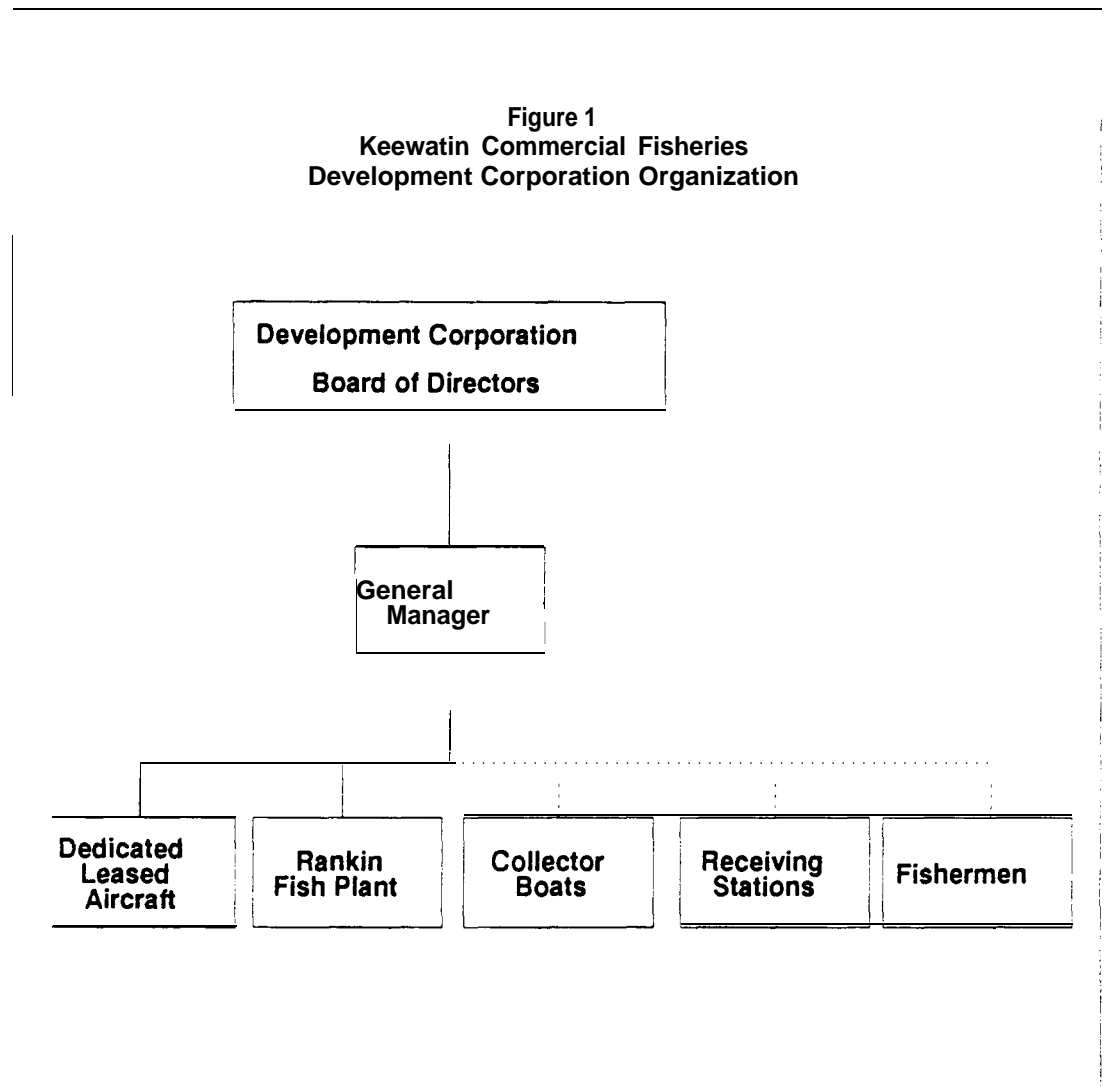 Figure 1
Keewatin Commercial Fisheries
Development Corporation Organization
Development Corporation
Board of Directors
General
Manager
Dedicated
Leased
Aircraft
Rankin
Fish Plant
Collector
Boats
Receiving
Stations
Fishermen